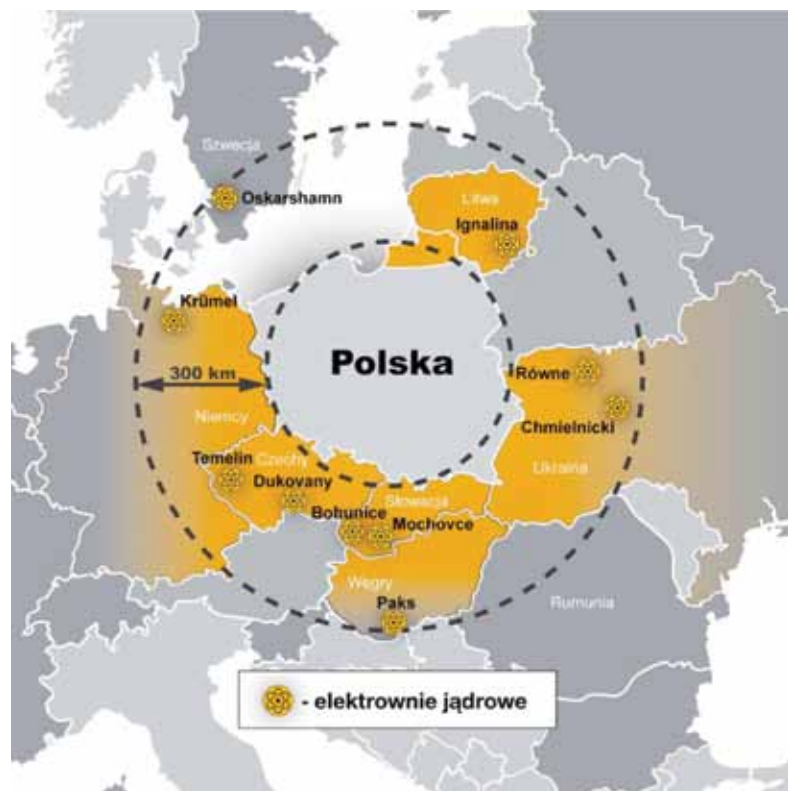 Szwecja
Oskarshamn
Litwa
Ignalina
Krümel
Polska
300 km
Równe
Niemcy
Chmielnicki
Temelin
Czechy
Ukraina
Dukovany
Słowacja
Bohunice
Mochovce
Węgry
Paks
Rumunia
- elektrownie jądrowe